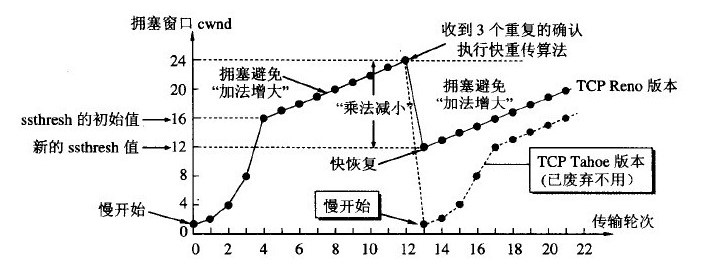 拥塞窗口 cwnd
收到 3 个重复的确认
执行快重传算法
24
拥塞避免
“加法增大”
20
“乘法减小”
拥塞避免
“加法增大”
TCP Reno 版本
ssthresh 的初始值
16
新的 ssthresh 值
12
快恢复
TCP Tahoe 版本
(已废弃不用)
8
4
慢开始
慢开始
传输轮次
0
0 2 4 6 8 10 12 14 16 18 20 22